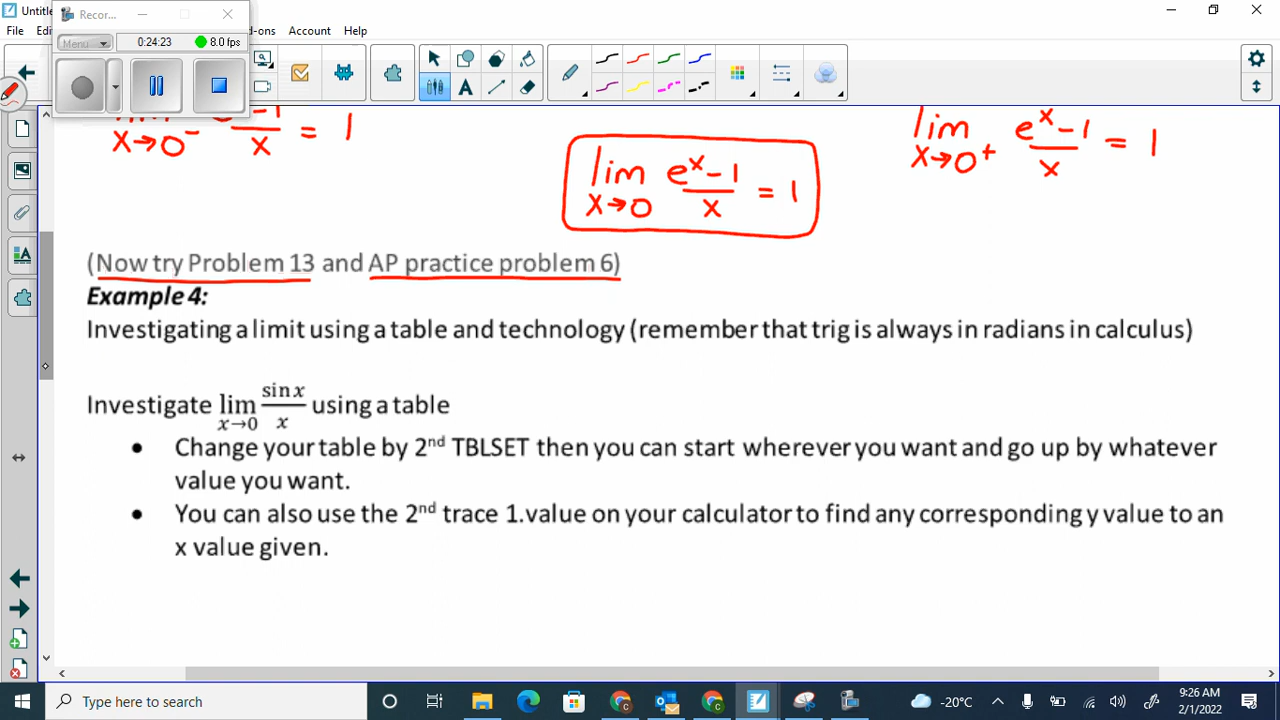 Untitle
Recor...
File Ed d-ons Account Help
Menu 0:24:23 8.0 fps
lim x→0⁻ eˣ-1/x = 1
lim x→0⁺ eˣ-1/x = 1
lim x→0 eˣ-1/x = 1
(Now try Problem 13 and AP practice problem 6)
Example 4:
Investigating a limit using a table and technology (remember that trig is always in radians in calculus)
Investigate lim x→0 sin x/x using a table
• Change your table by 2ⁿᵈ TBLSET then you can start wherever you want and go up by whatever
value you want.
• You can also use the 2ⁿᵈ trace 1.value on your calculator to find any corresponding y value to an
x value given.
Type here to search
-20°C
9:26 AM
2/1/2022